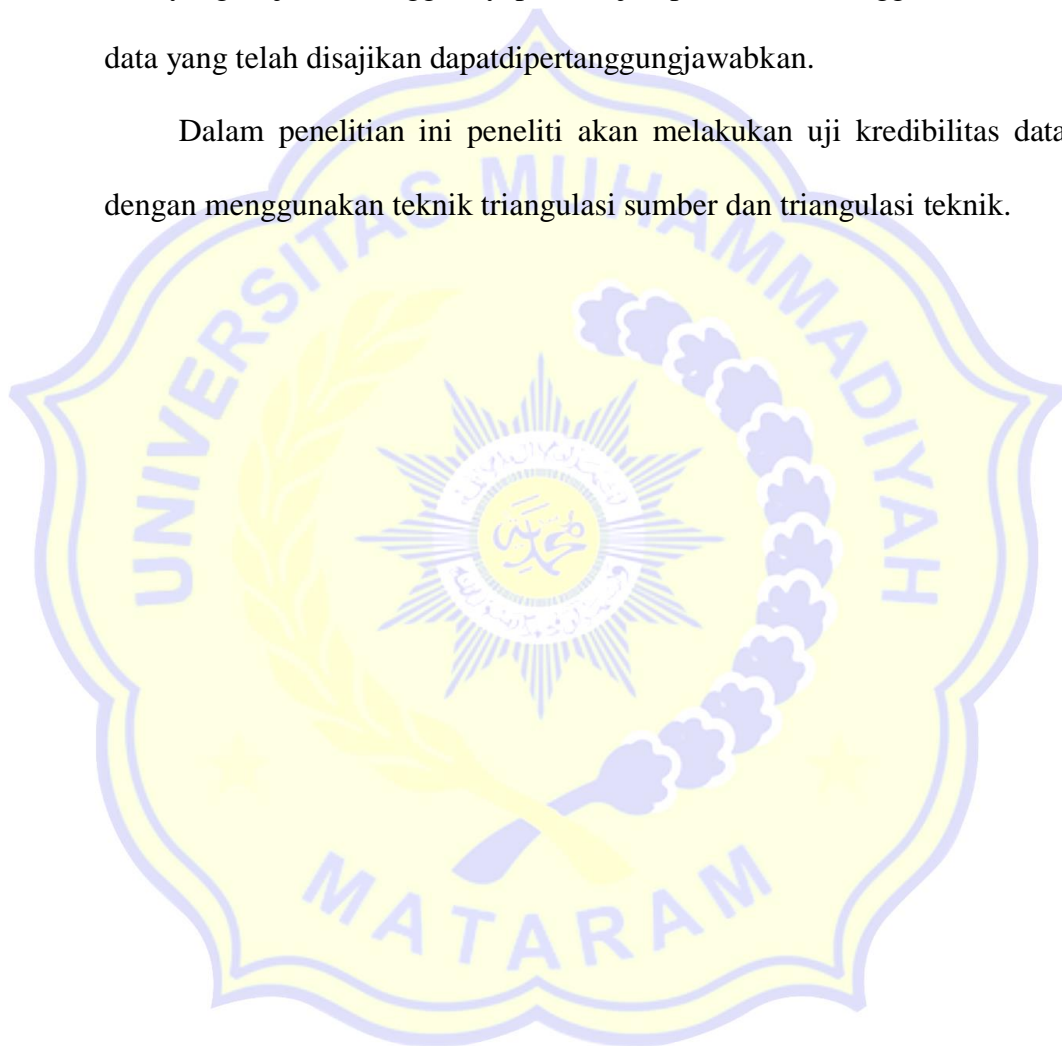 data yang telah disajikan dapatdipertanggungjawabkan.
Dalam penelitian ini peneliti akan melakukan uji kredibilitas data
dengan menggunakan teknik triangulasi sumber dan triangulasi teknik.
UNIVERSITAS MUHAMMADIYAH
MATARAM